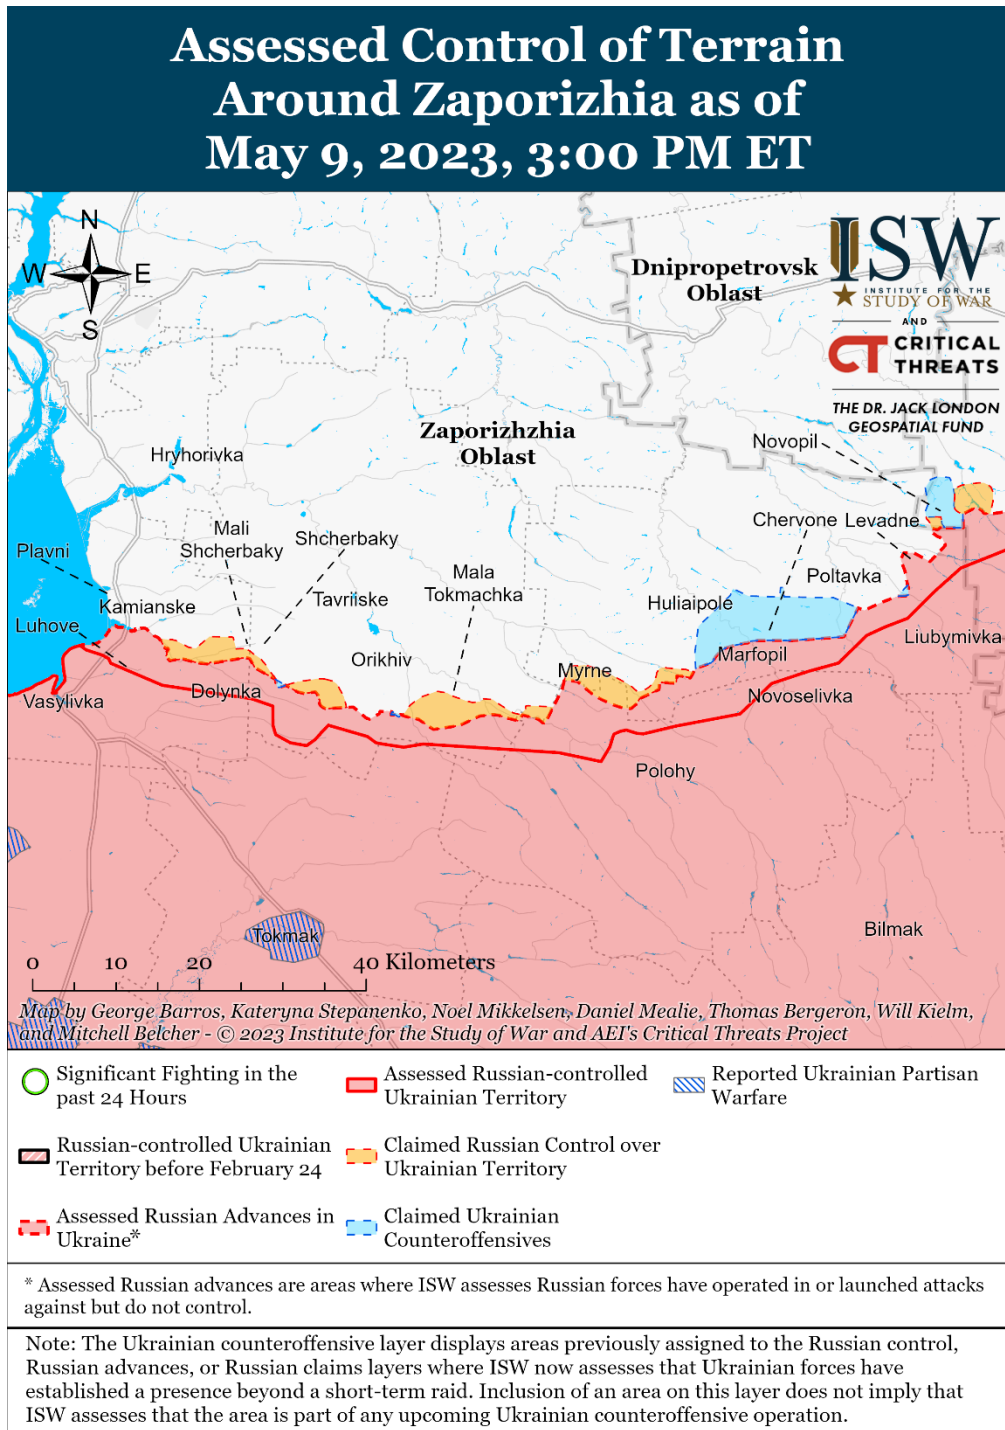 Assessed Control of Terrain
Around Zaporizhia as of
May 9, 2023, 3:00 PM ET
N
W
E
S
ISW
INSTITUTE FOR THE
STUDY OF WAR
AND
CT CRITICAL
THREATS
THE DR. JACK LONDON
GEOSPATIAL FUND
Dnipropetrovsk
Oblast
Zaporizhzhia
Oblast
Novopil
Hryhorivka
Mali
Shcherbaky
Shcherbaky
Chervone
Levadne
Plavni
Mala
Tokmachka
Poltavka
Kamianske
Tavriiske
Huliaipole
Luhove
Liubymivka
Orikhiv
Marfopil
Myrne
Vasylivka
Dolynka
Novoselivka
Polohy
Tokmak
Bilmak
0 10 20 40 Kilometers
Map by George Barros, Kateryna Stepanenko, Noel Mikkelsen, Daniel Mealie, Thomas Bergeron, Will Kielm,
and Mitchell Belcher - © 2023 Institute for the Study of War and AEI's Critical Threats Project
Significant Fighting in the
past 24 Hours
Assessed Russian-controlled
Ukrainian Territory
Reported Ukrainian Partisan
Warfare
Russian-controlled Ukrainian
Territory before February 24
Claimed Russian Control over
Ukrainian Territory
Assessed Russian Advances in
Ukraine*
Claimed Ukrainian
Counteroffensives
* Assessed Russian advances are areas where ISW assesses Russian forces have operated in or launched attacks
against but do not control.
Note: The Ukrainian counteroffensive layer displays areas previously assigned to the Russian control,
Russian advances, or Russian claims layers where ISW now assesses that Ukrainian forces have
established a presence beyond a short-term raid. Inclusion of an area on this layer does not imply that
ISW assesses that the area is part of any upcoming Ukrainian counteroffensive operation.